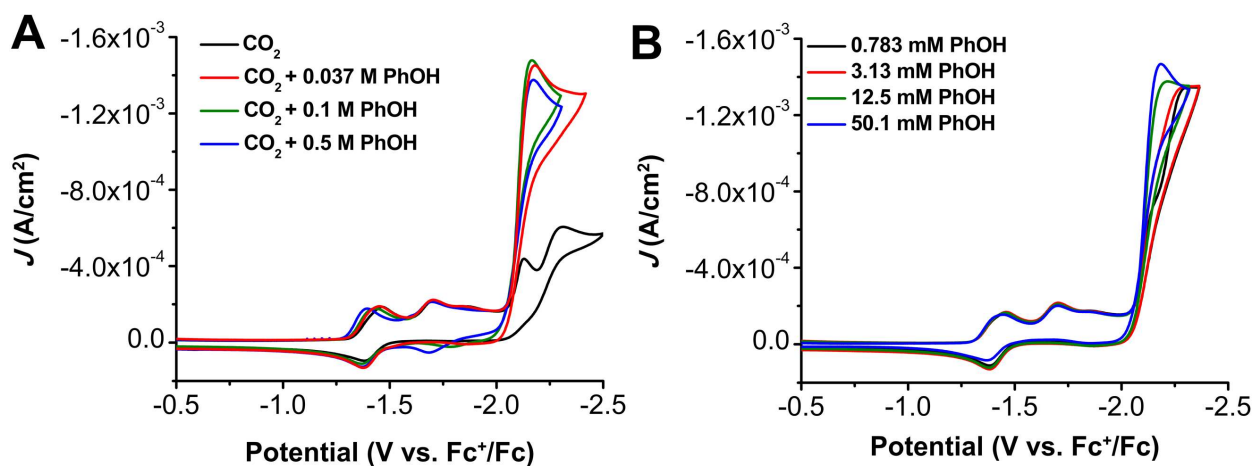 A
CO₂
CO₂ + 0.037 M PhOH
CO₂ + 0.1 M PhOH
CO₂ + 0.5 M PhOH
-1.6x10⁻³
-1.2x10⁻³
-8.0x10⁻⁴
-4.0x10⁻⁴
0.0
J (A/cm²)
-0.5 -1.0 -1.5 -2.0 -2.5
Potential (V vs. Fc⁺/Fc)
B
0.783 mM PhOH
3.13 mM PhOH
12.5 mM PhOH
50.1 mM PhOH
-1.6x10⁻³
-1.2x10⁻³
-8.0x10⁻⁴
-4.0x10⁻⁴
0.0
J (A/cm²)
-0.5 -1.0 -1.5 -2.0 -2.5
Potential (V vs. Fc⁺/Fc)